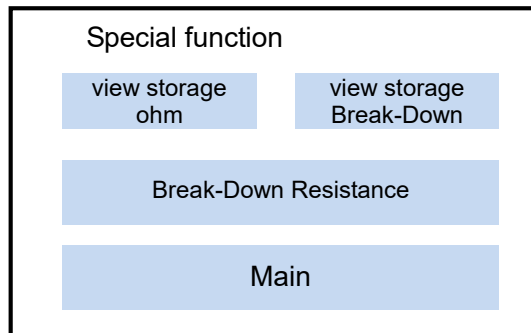 Special function
view storage
ohm
view storage
Break-Down
Break-Down Resistance
Main